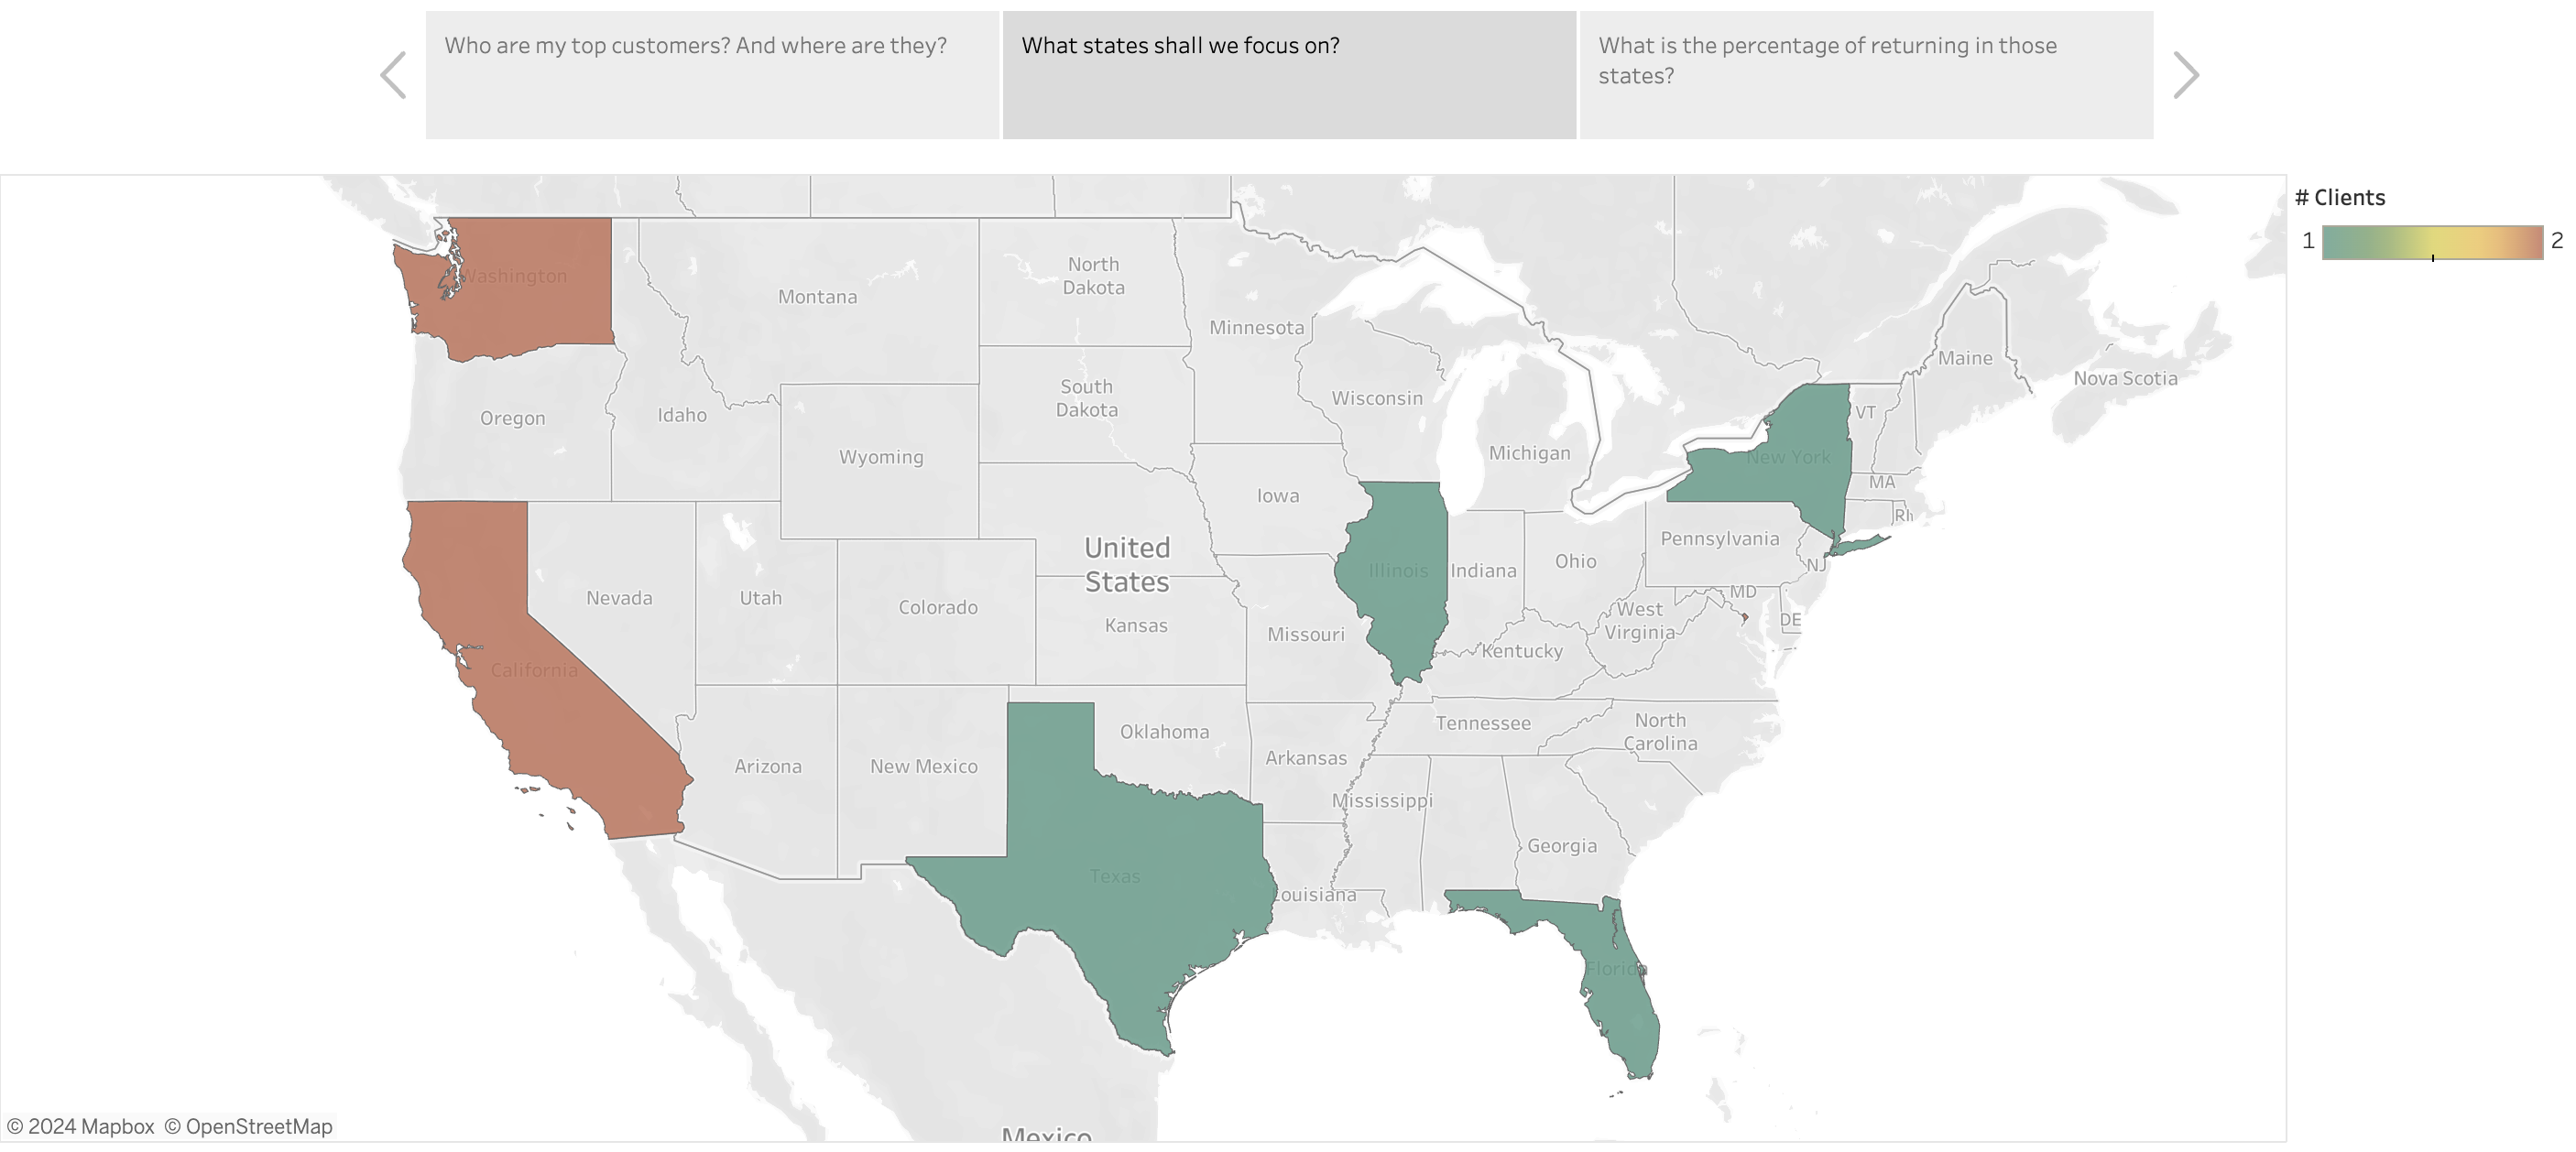 Who are my top customers? And where are they?
What states shall we focus on?
What is the percentage of returning in those
states?
# Clients
1
2
Washington
Montana
North
Dakota
Minnesota
Maine
Nova Scotia
South
Dakota
Wisconsin
VT
Oregon
Idaho
Wyoming
Michigan
New York
MA
Iowa
RI
United
States
Pennsylvania
Illinois
Indiana
Ohio
NJ
Nevada
Utah
Colorado
Kansas
MD
Missouri
West
Virginia
DE
Kentucky
California
Oklahoma
Tennessee
North
Carolina
Arizona
New Mexico
Arkansas
Mississippi
Georgia
Texas
Louisiana
Florida
© 2024 Mapbox © OpenStreetMap
Mexico